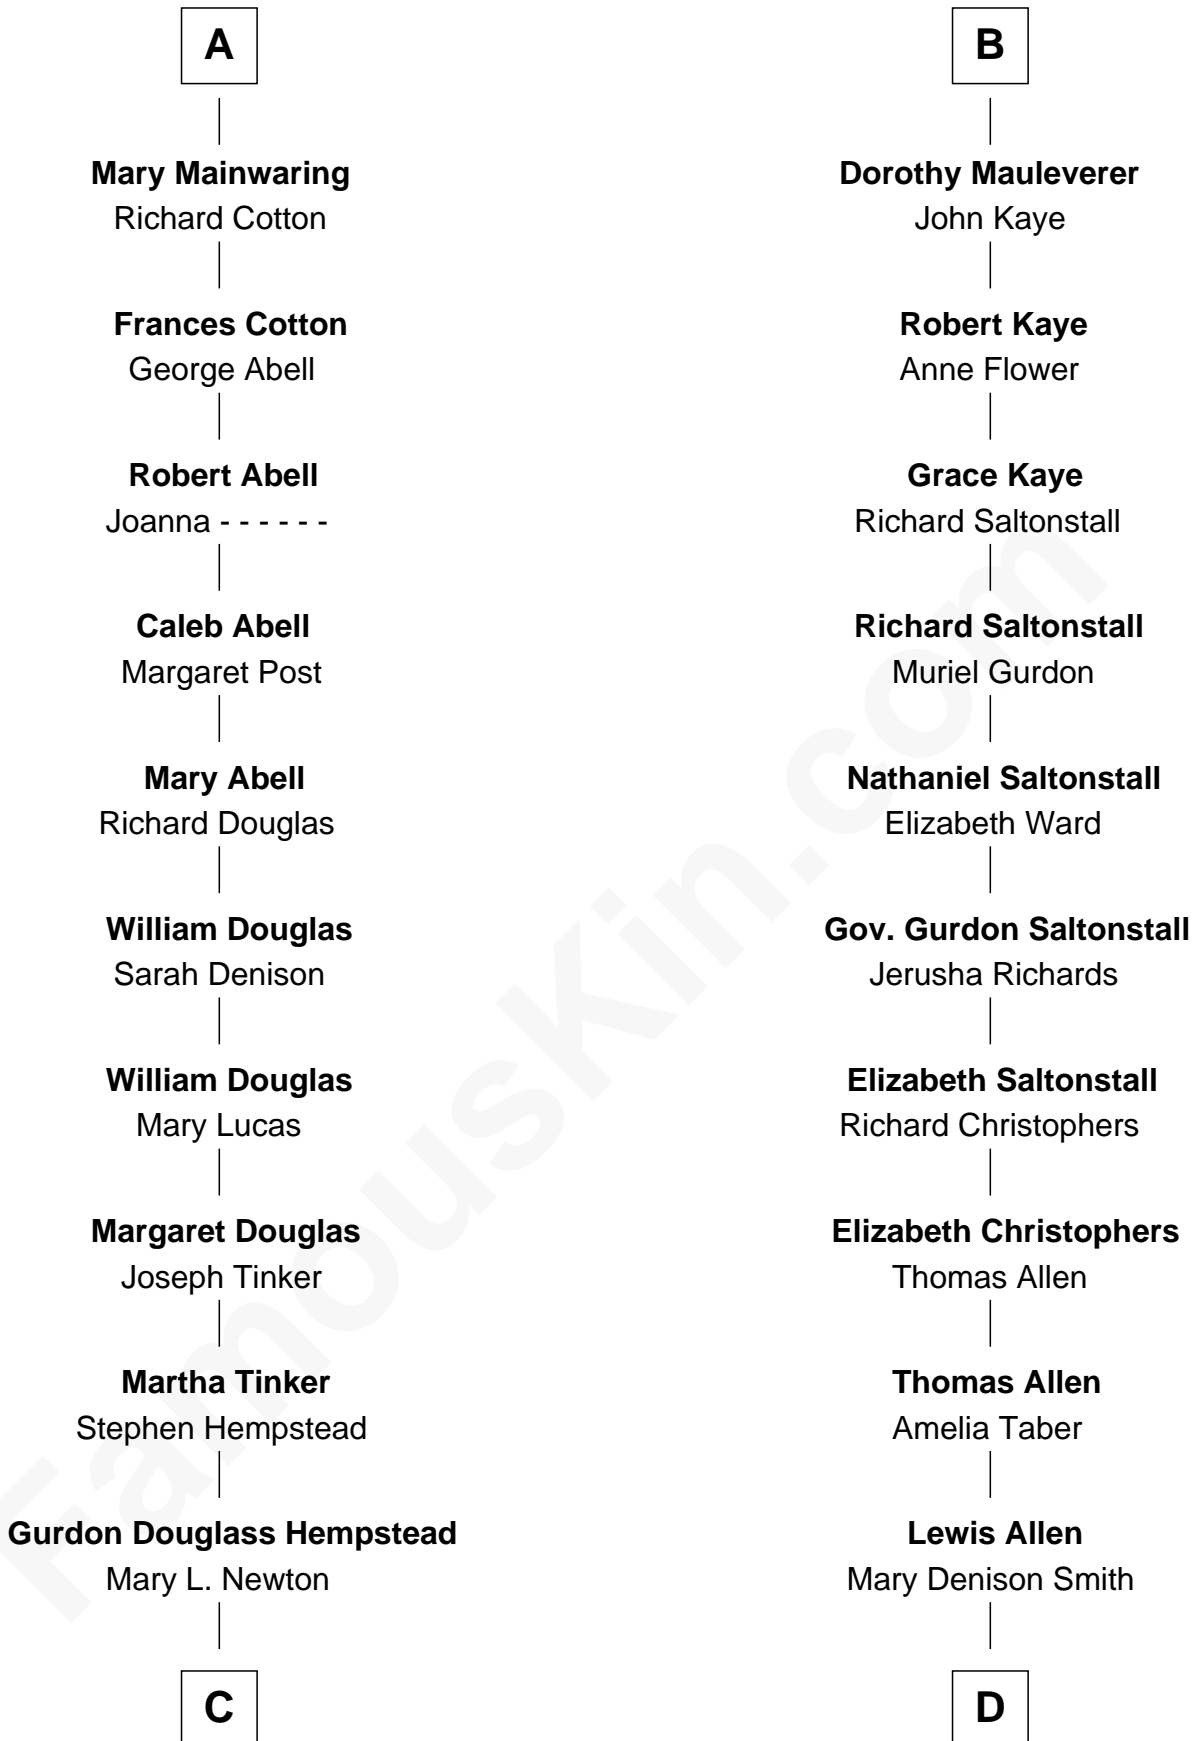 A
Mary Mainwaring
Richard Cotton
Frances Cotton
George Abell
Robert Abell
Joanna - - - - - -
Caleb Abell
Margaret Post
Mary Abell
Richard Douglas
William Douglas
Sarah Denison
William Douglas
Mary Lucas
Margaret Douglas
Joseph Tinker
Martha Tinker
Stephen Hempstead
Gurdon Douglass Hempstead
Mary L. Newton
C
B
Dorothy Mauleverer
John Kaye
Robert Kaye
Anne Flower
Grace Kaye
Richard Saltonstall
Richard Saltonstall
Muriel Gurdon
Nathaniel Saltonstall
Elizabeth Ward
Gov. Gurdon Saltonstall
Jerusha Richards
Elizabeth Saltonstall
Richard Christophers
Elizabeth Christophers
Thomas Allen
Thomas Allen
Amelia Taber
Lewis Allen
Mary Denison Smith
D
FamousKin.com